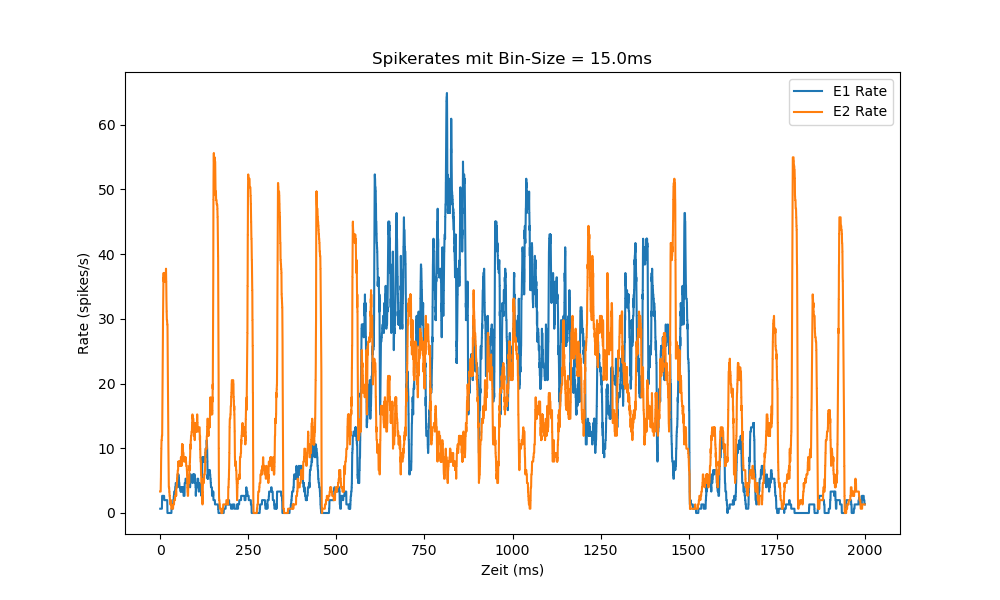 Spikerates mit Bin-Size = 15.0ms
E1 Rate
E2 Rate
Rate (spikes/s)
60
50
40
30
20
10
0
0 250 500 750 1000 1250 1500 1750 2000
Zeit (ms)